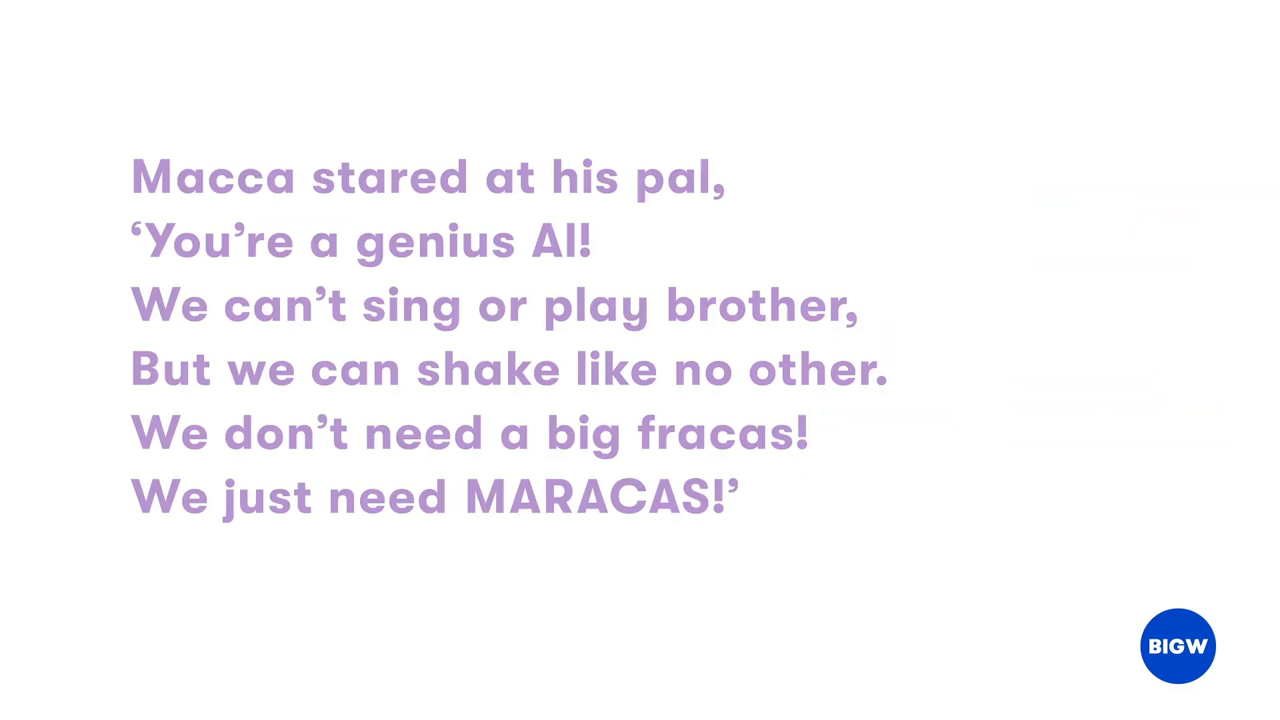 Macca stared at his pal,
‘You’re a genius Al!
We can’t sing or play brother,
But we can shake like no other.
We don’t need a big fracas!
We just need MARACAS!’
BIGW